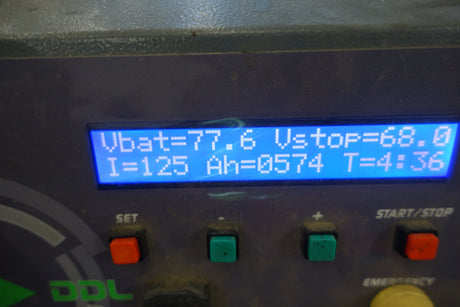 Vbat=77.6 Vstop=68.0
I=125 Ah=0574 T=4:36
SET - + START/STOP
DDL EMERGENCY